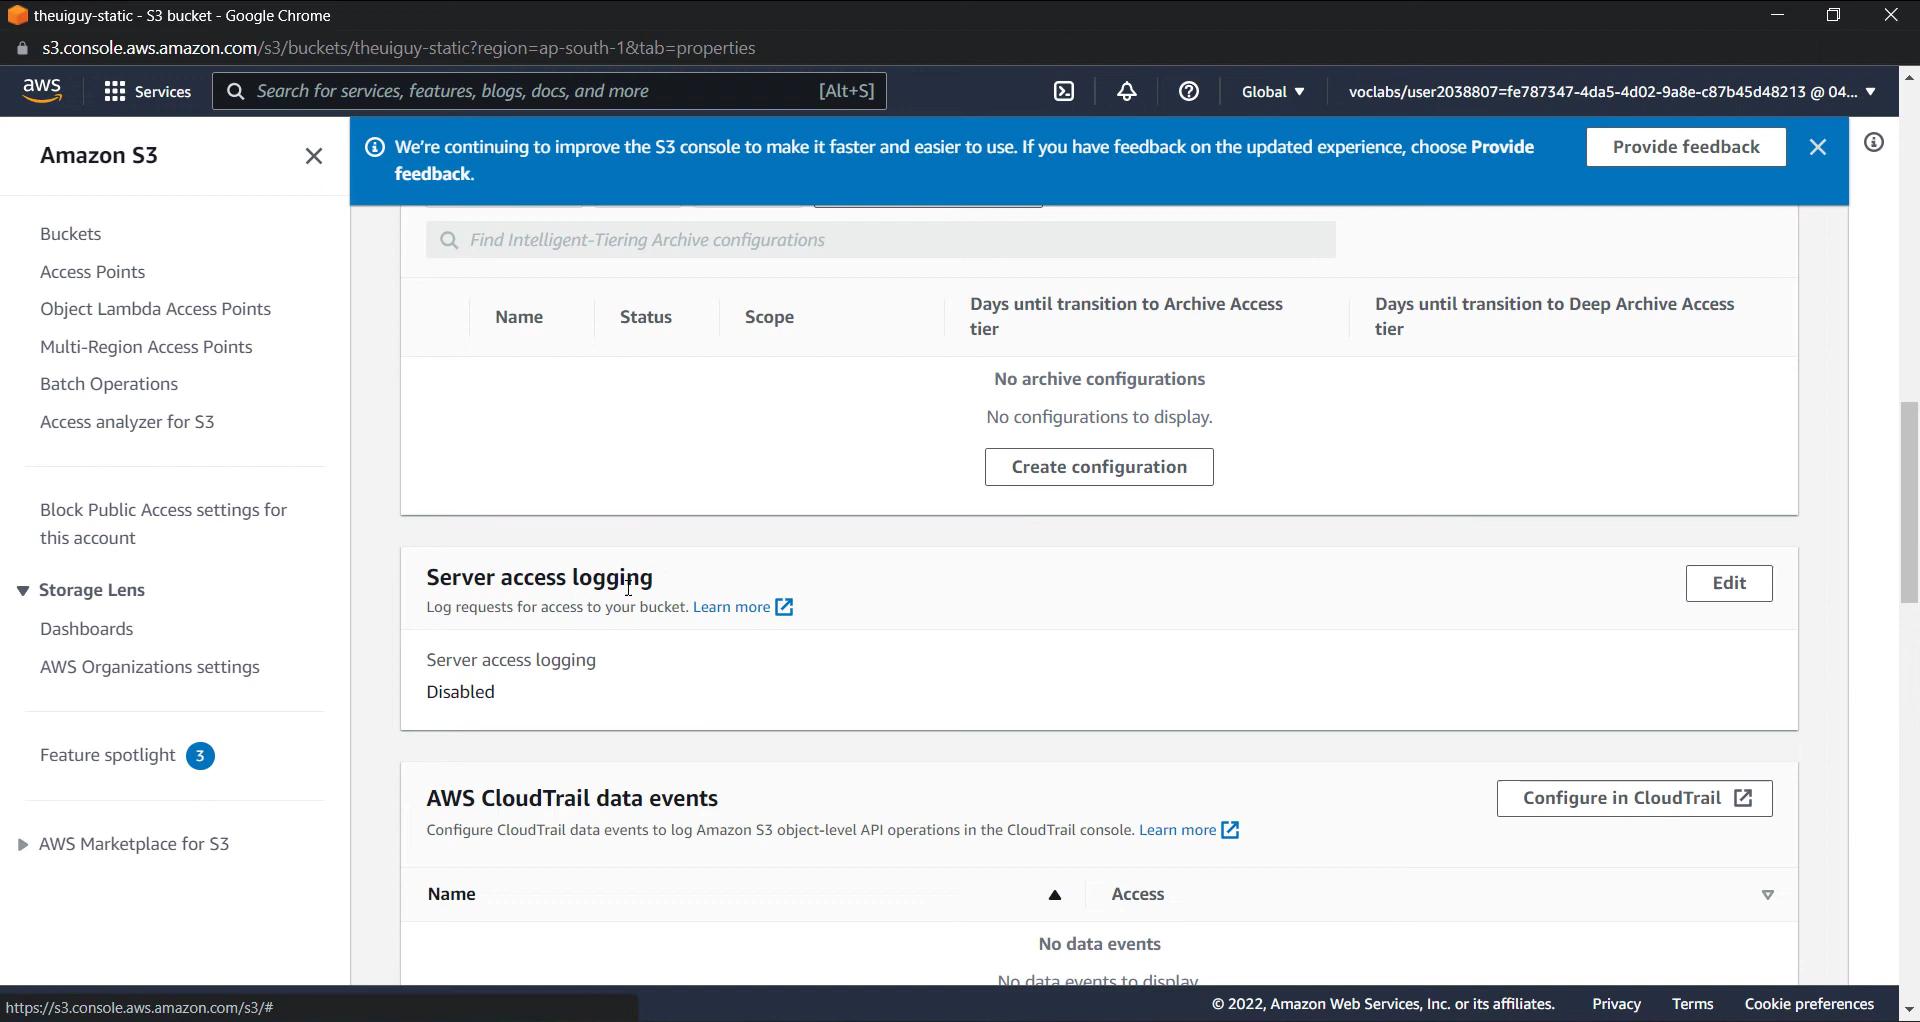 theuiguy-static - S3 bucket - Google Chrome
s3.console.aws.amazon.com/s3/buckets/theuiguy-static?region=ap-south-1&tab=properties
aws
Services
Search for services, features, blogs, docs, and more
[Alt+S]
Global
voclabs/user2038807=fe787347-4da5-4d02-9a8e-c87b45d48213 @ 04...
Amazon S3
We're continuing to improve the S3 console to make it faster and easier to use. If you have feedback on the updated experience, choose Provide
feedback.
Provide feedback
Buckets
Access Points
Object Lambda Access Points
Multi-Region Access Points
Batch Operations
Access analyzer for S3
Block Public Access settings for
this account
Storage Lens
Dashboards
AWS Organizations settings
Feature spotlight 3
AWS Marketplace for S3
Find Intelligent-Tiering Archive configurations
Name
Status
Scope
Days until transition to Archive Access
tier
Days until transition to Deep Archive Access
tier
No archive configurations
No configurations to display.
Create configuration
Server access logging
Log requests for access to your bucket. Learn more
Edit
Server access logging
Disabled
AWS CloudTrail data events
Configure CloudTrail data events to log Amazon S3 object-level API operations in the CloudTrail console. Learn more
Configure in CloudTrail
Name
Access
No data events
No data events to display.
https://s3.console.aws.amazon.com/s3/#
© 2022, Amazon Web Services, Inc. or its affiliates.
Privacy
Terms
Cookie preferences